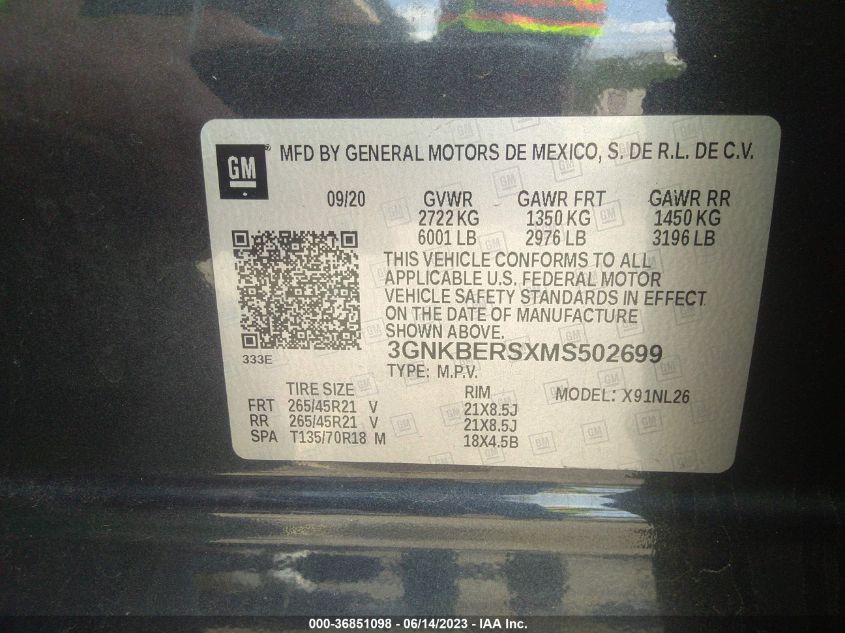 GM ® MFD BY GENERAL MOTORS DE MEXICO, S. DE R.L. DE C.V.
09/20 GVWR GAWR FRT GAWR RR
2722 KG 1350 KG 1450 KG
6001 LB 2976 LB 3196 LB
THIS VEHICLE CONFORMS TO ALL
APPLICABLE U.S. FEDERAL MOTOR
VEHICLE SAFETY STANDARDS IN EFFECT
ON THE DATE OF MANUFACTURE
SHOWN ABOVE.
3GNKBERSXMS502699
333E
TYPE: M.P.V.
TIRE SIZE RIM MODEL: X91NL26
FRT 265/45R21 V 21X8.5J
RR 265/45R21 V 21X8.5J
SPA T135/70R18 M 18X4.5B
000-36851098 - 06/14/2023 - IAA Inc.